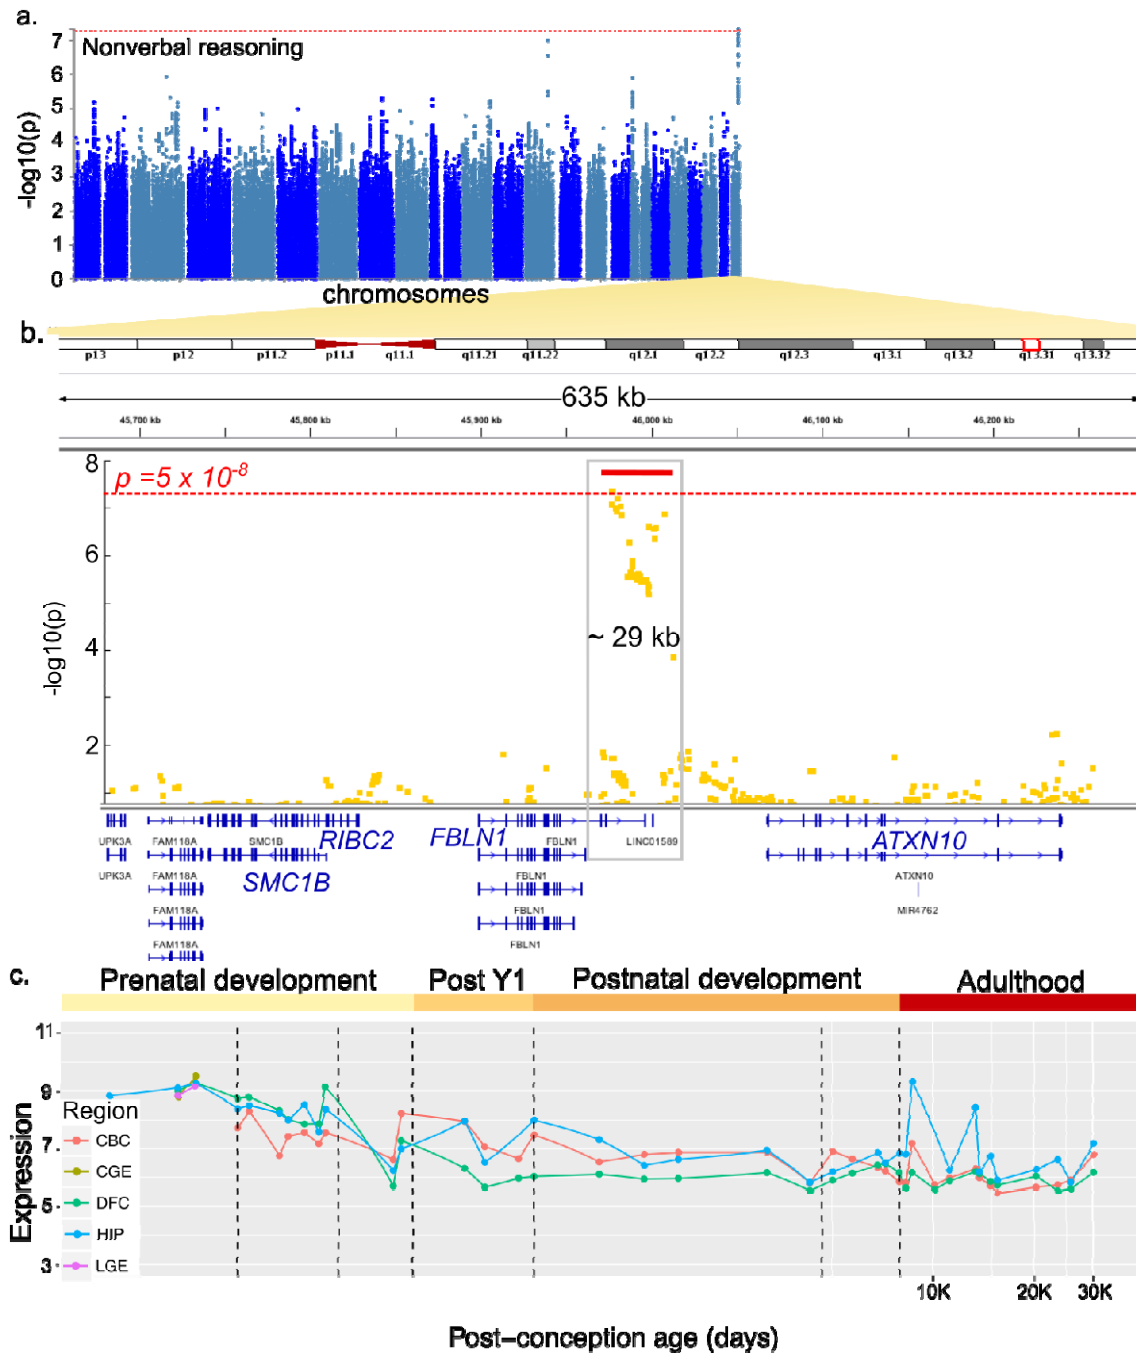 a.
Nonverbal reasoning
-log10(p)
7
6
5
4
3
2
1
0
chromosomes
b.
p13 p12 p11.2 p11.1 q11.1 q11.21 q11.22 q12.1 q12.2 q12.3 q13.1 q13.2 q13.31 q13.32
635 kb
45,700 kb 45,800 kb 45,900 kb 46,000 kb 46,100 kb 46,200 kb
p =5 x 10-8
-log10(p)
8
6
4
2
~ 29 kb
UPK3A FAM118A SMC1B RIBC2 FBLN1 FBLN1 LINC01589 ATXN10
UPK3A FAM118A SMC1B FBLN1 ATXN10
FAM118A FBLN1 MIR4762
FAM118A FBLN1
c.
Prenatal development Post Y1 Postnatal development Adulthood
Expression
11
9
7
5
3
Region
CBC
CGE
DFC
HIP
LGE
10K 20K 30K
Post-conception age (days)